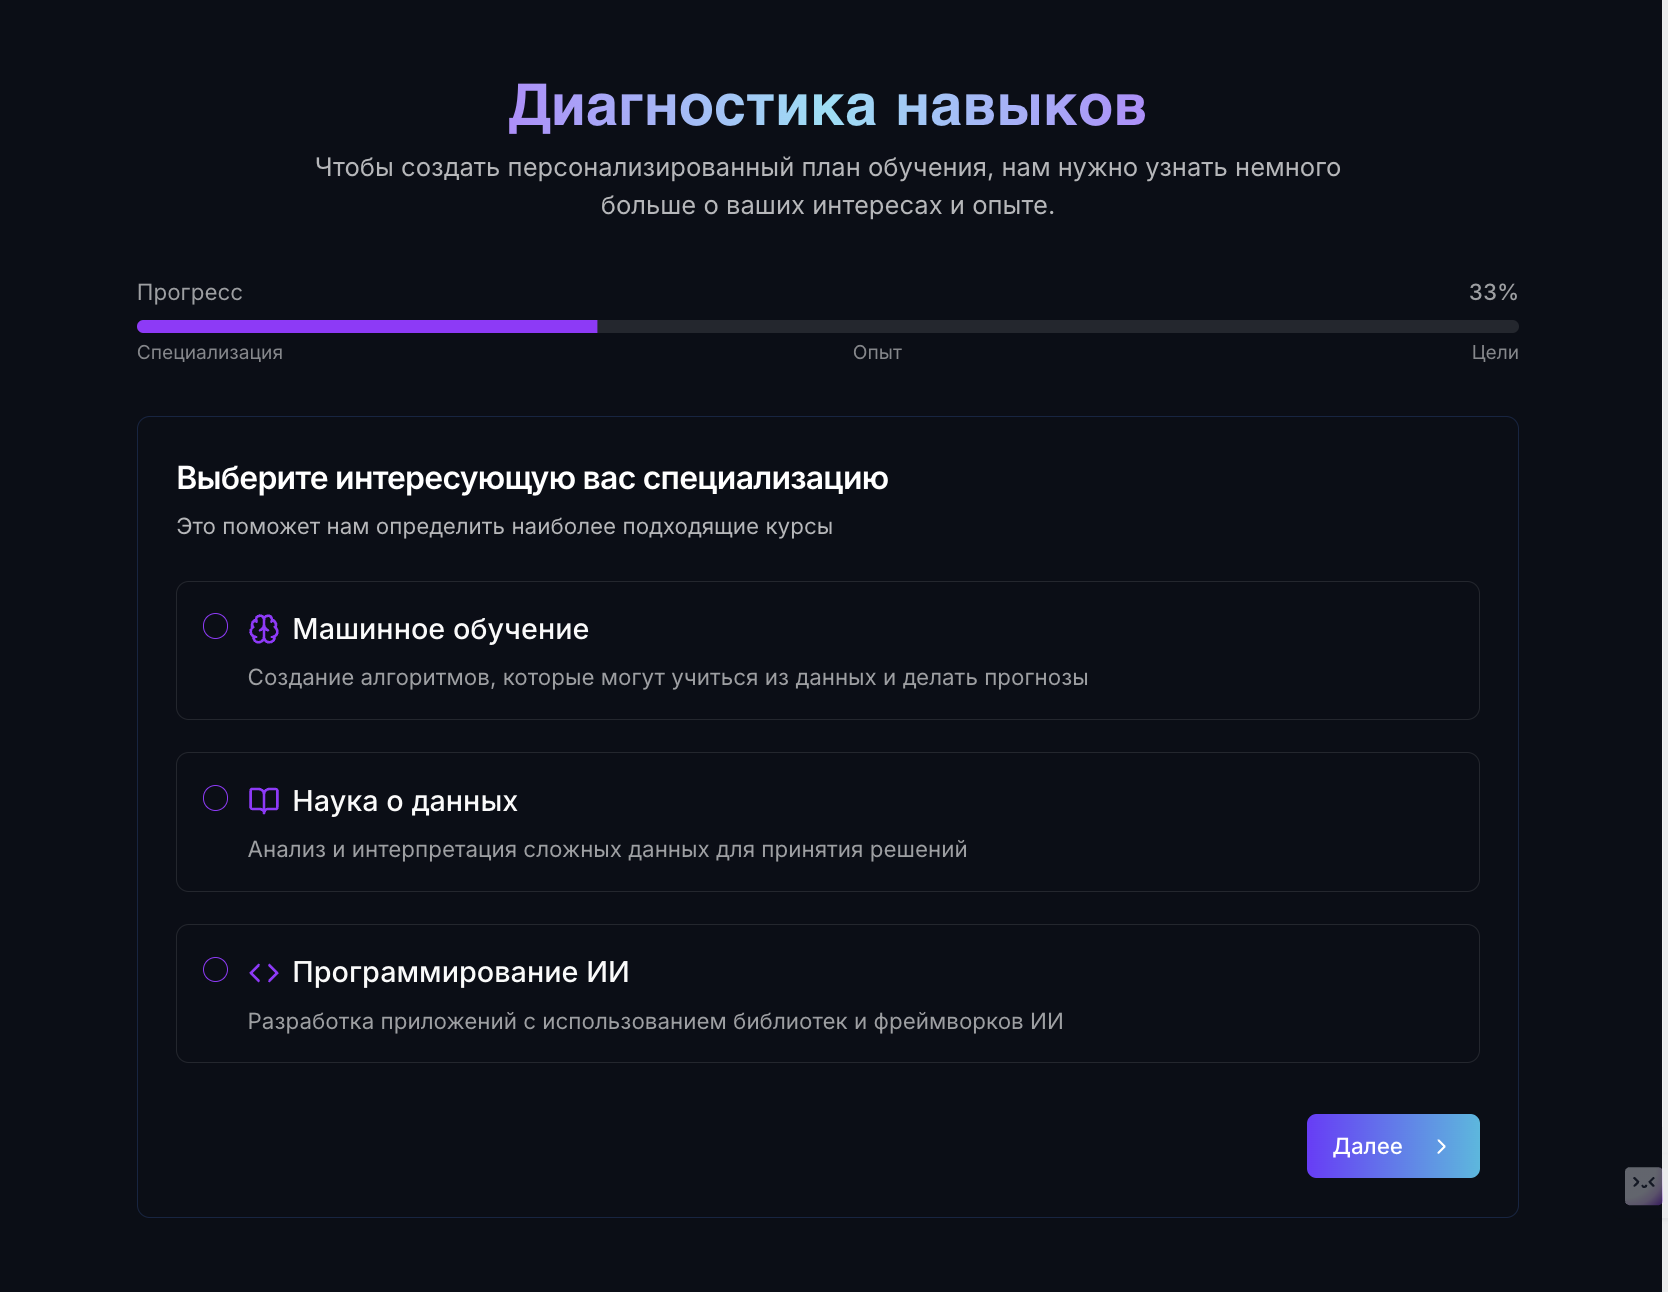 Диагностика навыков
Чтобы создать персонализированный план обучения, нам нужно узнать немного
больше о ваших интересах и опыте.
Прогресс 33%
Специализация Опыт Цели
Выберите интересующую вас специализацию
Это поможет нам определить наиболее подходящие курсы
Машинное обучение
Создание алгоритмов, которые могут учиться из данных и делать прогнозы
Наука о данных
Анализ и интерпретация сложных данных для принятия решений
Программирование ИИ
Разработка приложений с использованием библиотек и фреймворков ИИ
Далее